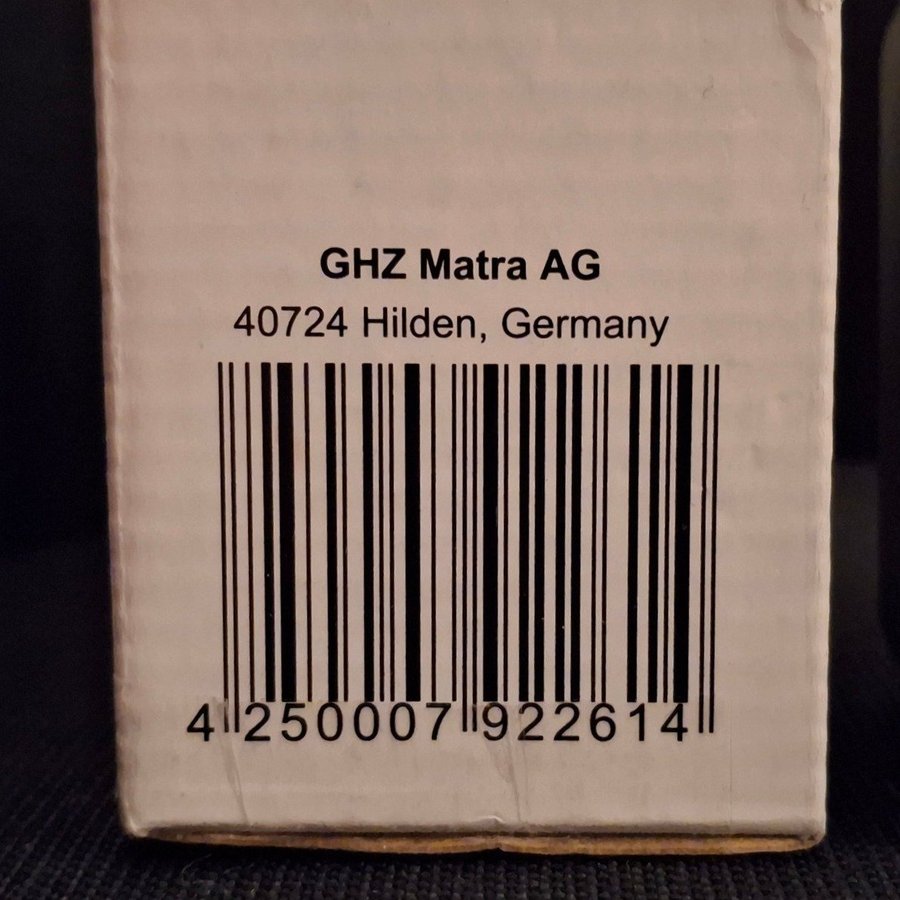 GHZ Matra AG
40724 Hilden, Germany
4 250007 922614